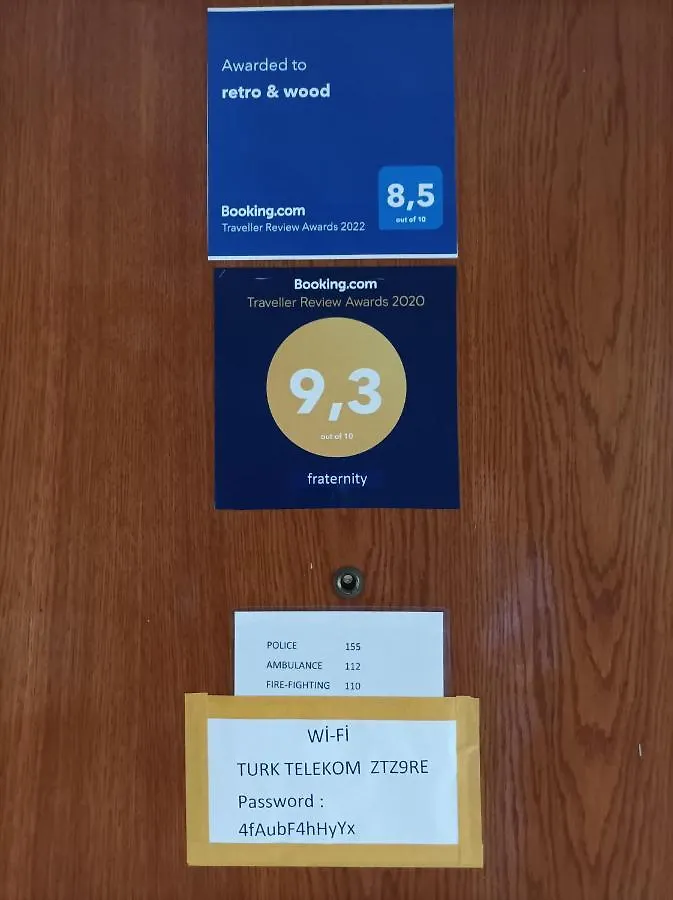 Awarded to
retro & wood
8,5
out of 10
Booking.com
Traveller Review Awards 2022
Booking.com
Traveller Review Awards 2020
9,3
out of 10
fraternity
POLICE 155
AMBULANCE 112
FIRE-FIGHTING 110
Wİ-Fİ
TURK TELEKOM ZTZ9RE
Password :
4fAubF4hHyYx